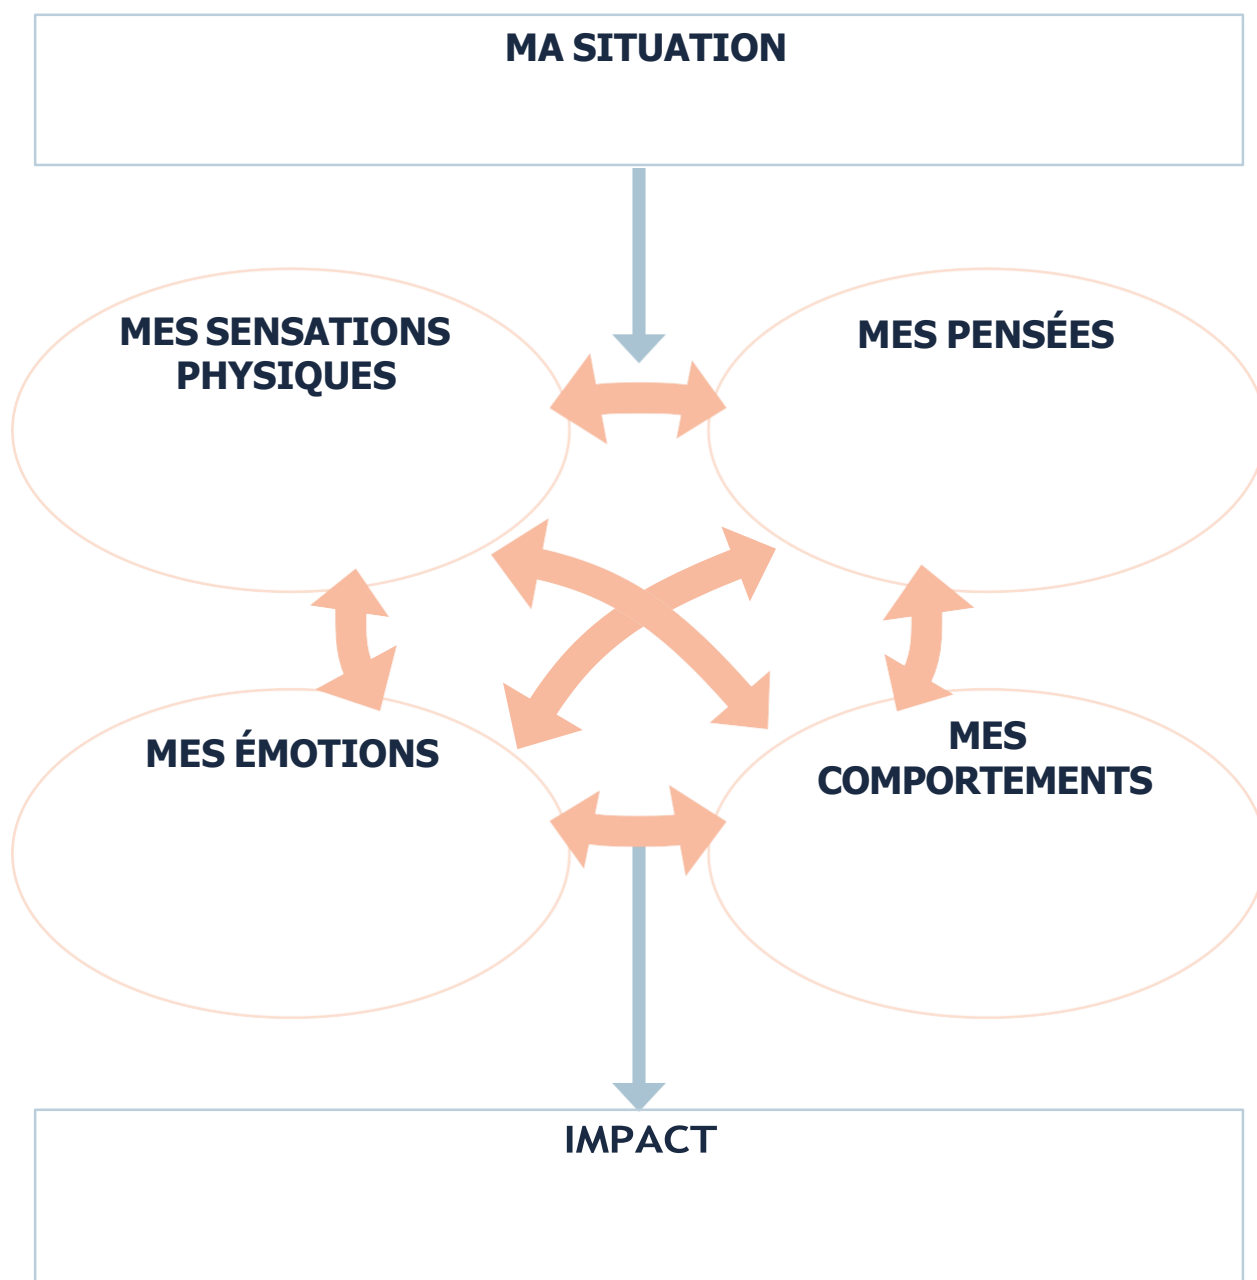 MA SITUATION
MES SENSATIONS
PHYSIQUES
MES PENSÉES
MES ÉMOTIONS
MES
COMPORTEMENTS
IMPACT